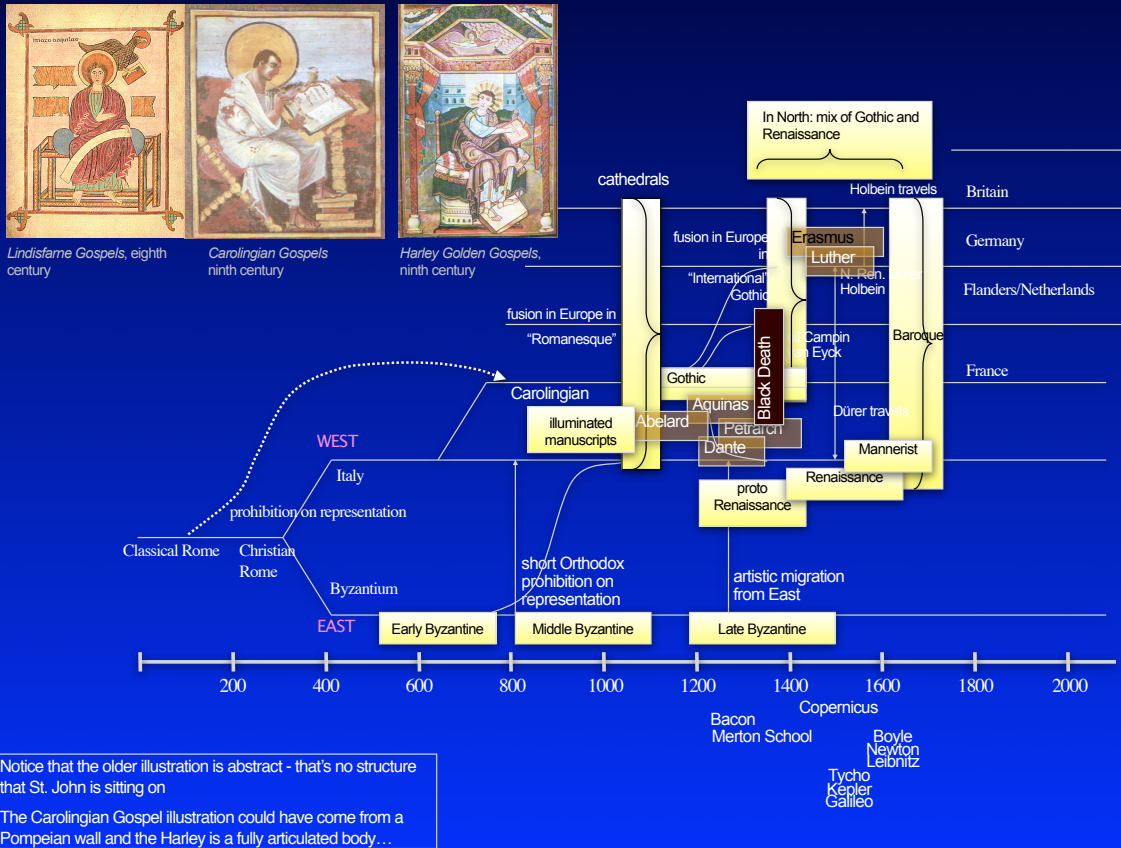 imago aequilae
Lindisfarne Gospels, eighth
century
Carolingian Gospels
ninth century
Harley Golden Gospels,
ninth century
In North: mix of Gothic and
Renaissance
cathedrals
Holbein travels
Britain
fusion in Europe
in
"International"
Gothic
Erasmus
Luther
Germany
N. Ren.
Holbein
Flanders/Netherlands
fusion in Europe in
"Romanesque"
Black Death
Campin
Eyck
Baroque
France
Gothic
Carolingian
illuminated
manuscripts
Abelard
Aquinas
Petrarch
Dante
Dürer travels
Mannerist
Renaissance
proto
Renaissance
WEST
Italy
prohibition on representation
Classical Rome
Christian
Rome
Byzantium
EAST
short Orthodox
prohibition on
representation
artistic migration
from East
Early Byzantine
Middle Byzantine
Late Byzantine
200 400 600 800 1000 1200 1400 1600 1800 2000
Copernicus
Bacon
Merton School
Boyle
Newton
Leibnitz
Tycho
Kepler
Galileo
Notice that the older illustration is abstract - that's no structure
that St. John is sitting on
The Carolingian Gospel illustration could have come from a
Pompeian wall and the Harley is a fully articulated body…